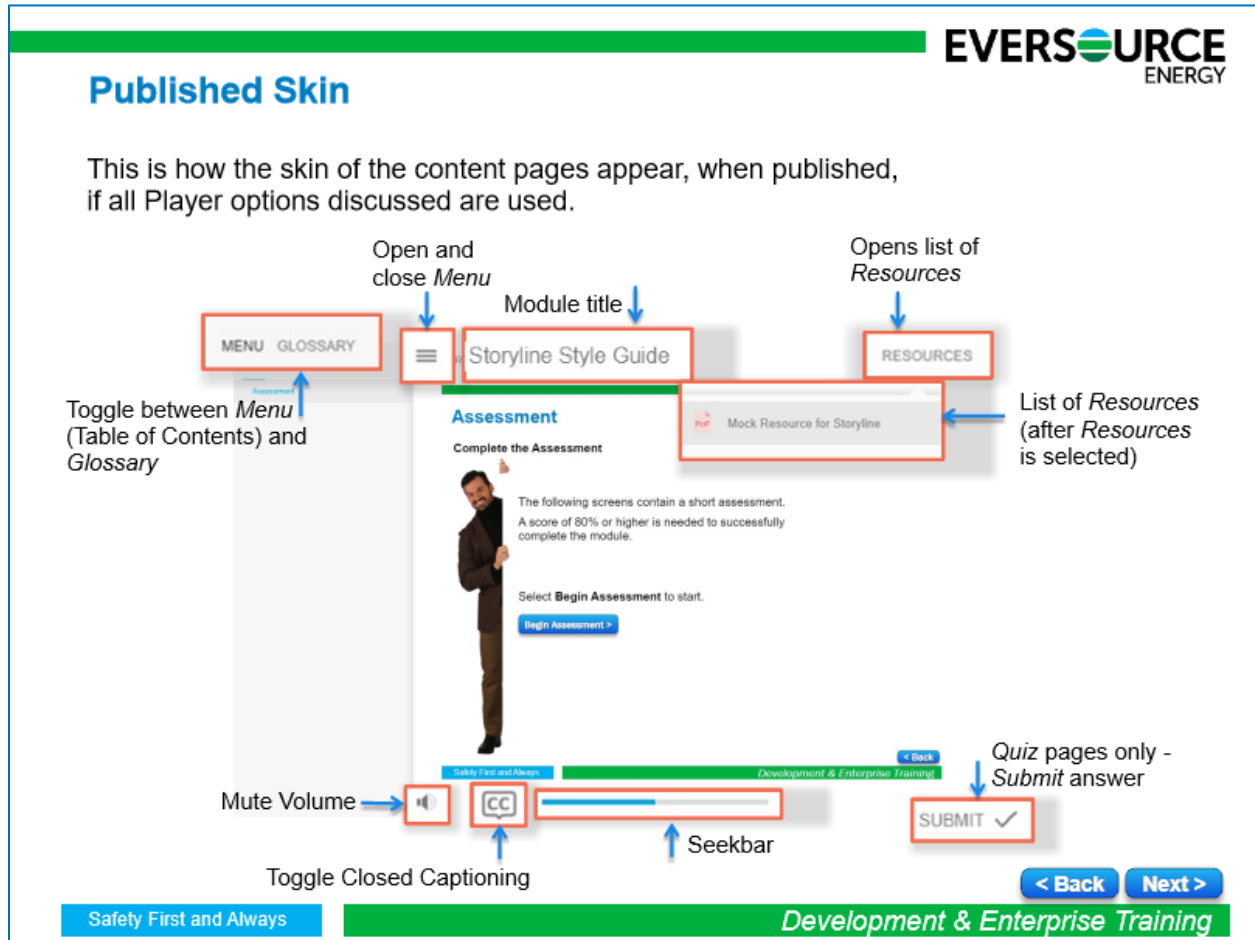 EVERSOURCE
ENERGY
Published Skin
This is how the skin of the content pages appear, when published,
if all Player options discussed are used.
Open and
close Menu
Module title
Opens list of
Resources
MENU GLOSSARY
Storyline Style Guide
RESOURCES
Assessment
Toggle between Menu
(Table of Contents) and
Glossary
Assessment
Complete the Assessment
PDF
Mock Resource for Storyline
List of Resources
(after Resources
is selected)
The following screens contain a short assessment.
A score of 80% or higher is needed to successfully
complete the module.
Select Begin Assessment to start.
Begin Assessment >
< Back
Safety First and Always
Development & Enterprise Training
Quiz pages only -
Submit answer
Mute Volume
CC
SUBMIT
Seekbar
Toggle Closed Captioning
< Back
Next >
Safety First and Always
Development & Enterprise Training